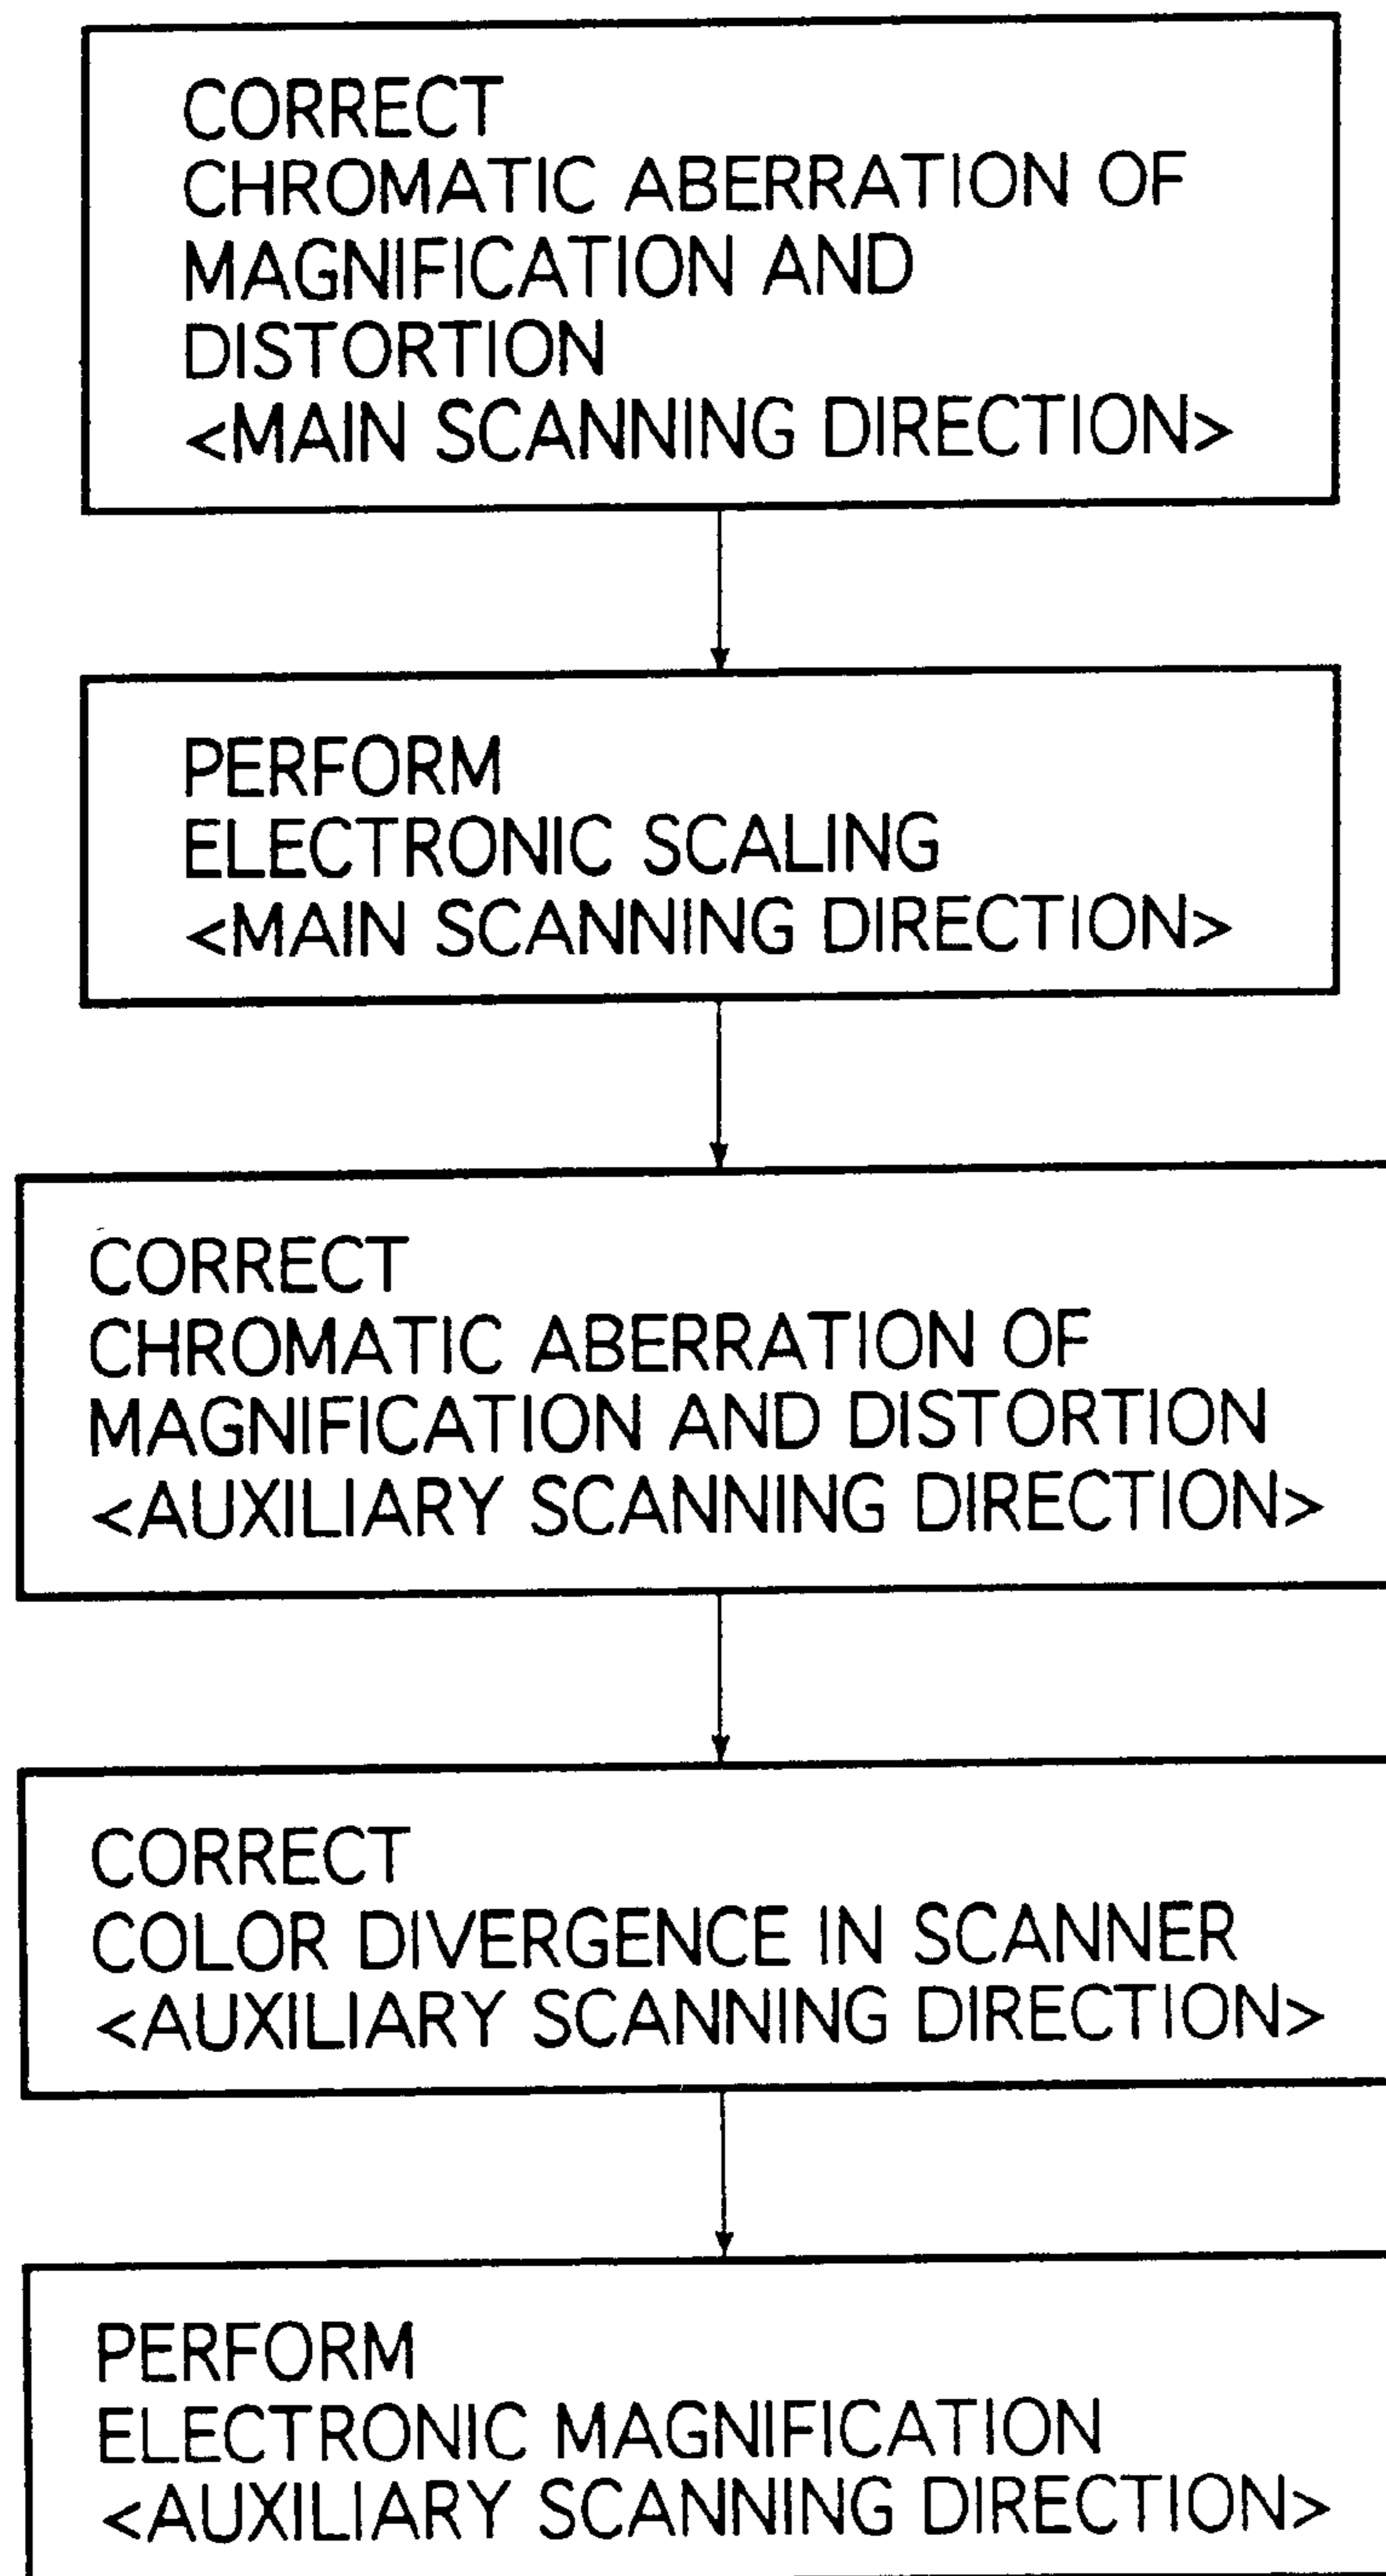 CORRECT
CHROMATIC ABERRATION OF
MAGNIFICATION AND
DISTORTION
<MAIN SCANNING DIRECTION>
PERFORM
ELECTRONIC SCALING
<MAIN SCANNING DIRECTION>
CORRECT
CHROMATIC ABERRATION OF
MAGNIFICATION AND DISTORTION
<AUXILIARY SCANNING DIRECTION>
CORRECT
COLOR DIVERGENCE IN SCANNER
<AUXILIARY SCANNING DIRECTION>
PERFORM
ELECTRONIC MAGNIFICATION
<AUXILIARY SCANNING DIRECTION>